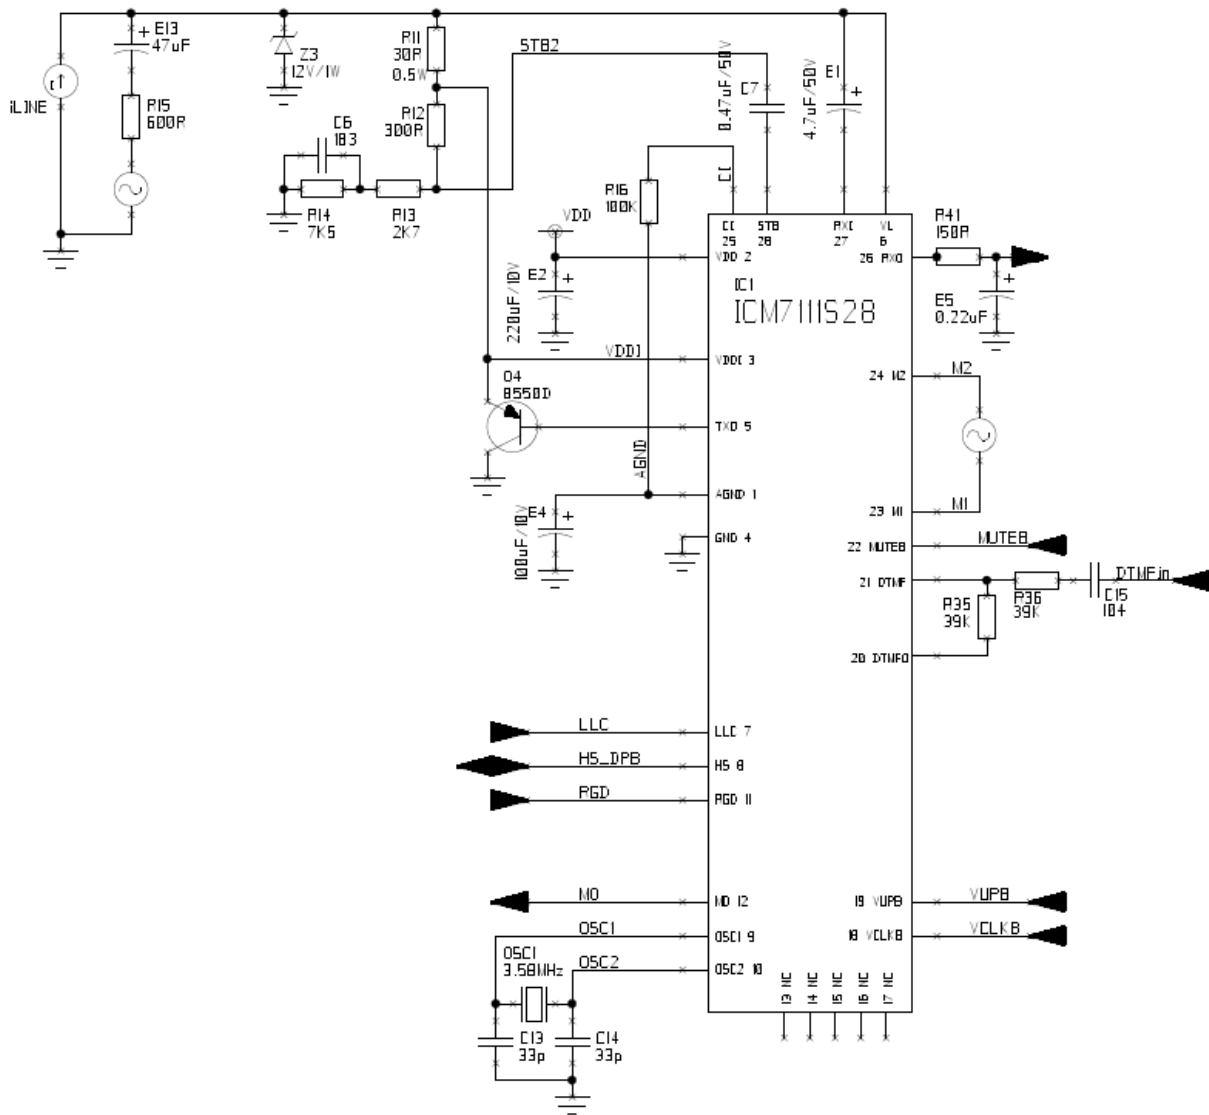 E13
47uF
iLINE
R15
600R
Z3
12V/1W
R11
30R
0.5W
R12
300R
STB2
C6
183
R14
7K5
R13
2K7
0.47uF/50V
C7
4.7uF/50V
E1
CI
R16
100K
VDD
E2
220uF/10V
VDDI
Q4
8550D
AGND
E4
100uF/10V
CI
25
STB
28
RXI
27
VL
6
VDD 2
IC1
ICM7111S28
26 RXO
R41
150R
E5
0.22uF
VDDI 3
24 M2
M2
TXO 5
AGND 1
23 M1
M1
GND 4
22 MUTEB
MUTEB
21 DTMF
R36
39K
C15
104
DTMFin
R35
39K
20 DTMFO
LLC
LLC 7
HS_DPB
HS 8
PGD
PGD 11
MO
MO 12
19 VUPB
VUPB
OSC1
OSC1 9
18 VCLKB
VCLKB
OSC1
3.58MHz
OSC2
OSC2 10
13 NC
14 NC
15 NC
16 NC
17 NC
C13
33p
C14
33p